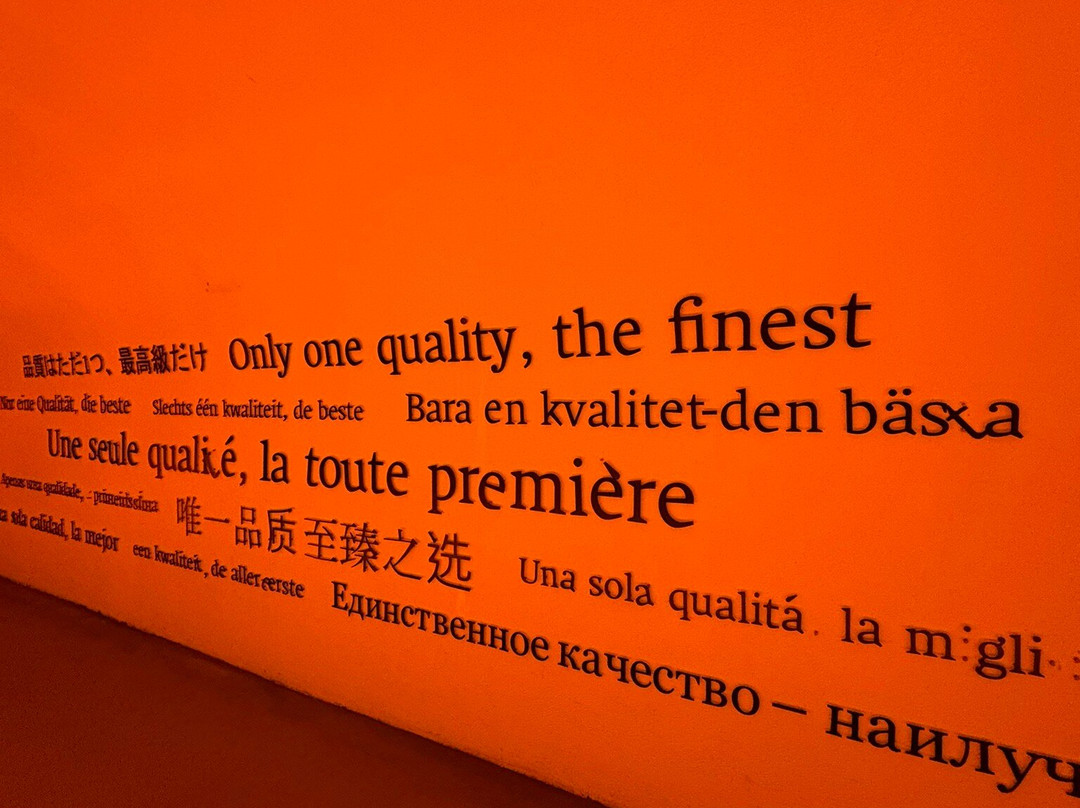 品質はただ1つ、最高級だけ Only one quality, the finest
Nur eine Qualität, die beste Slechts één kwaliteit, de beste Bara en kvalitet-den bästa
Une seule qualité, la toute première
唯一品质 至臻之选 Una sola qualitá la
sola calidad, la mejor een kwaliteit, de allereerste Единственное качество – наилуч